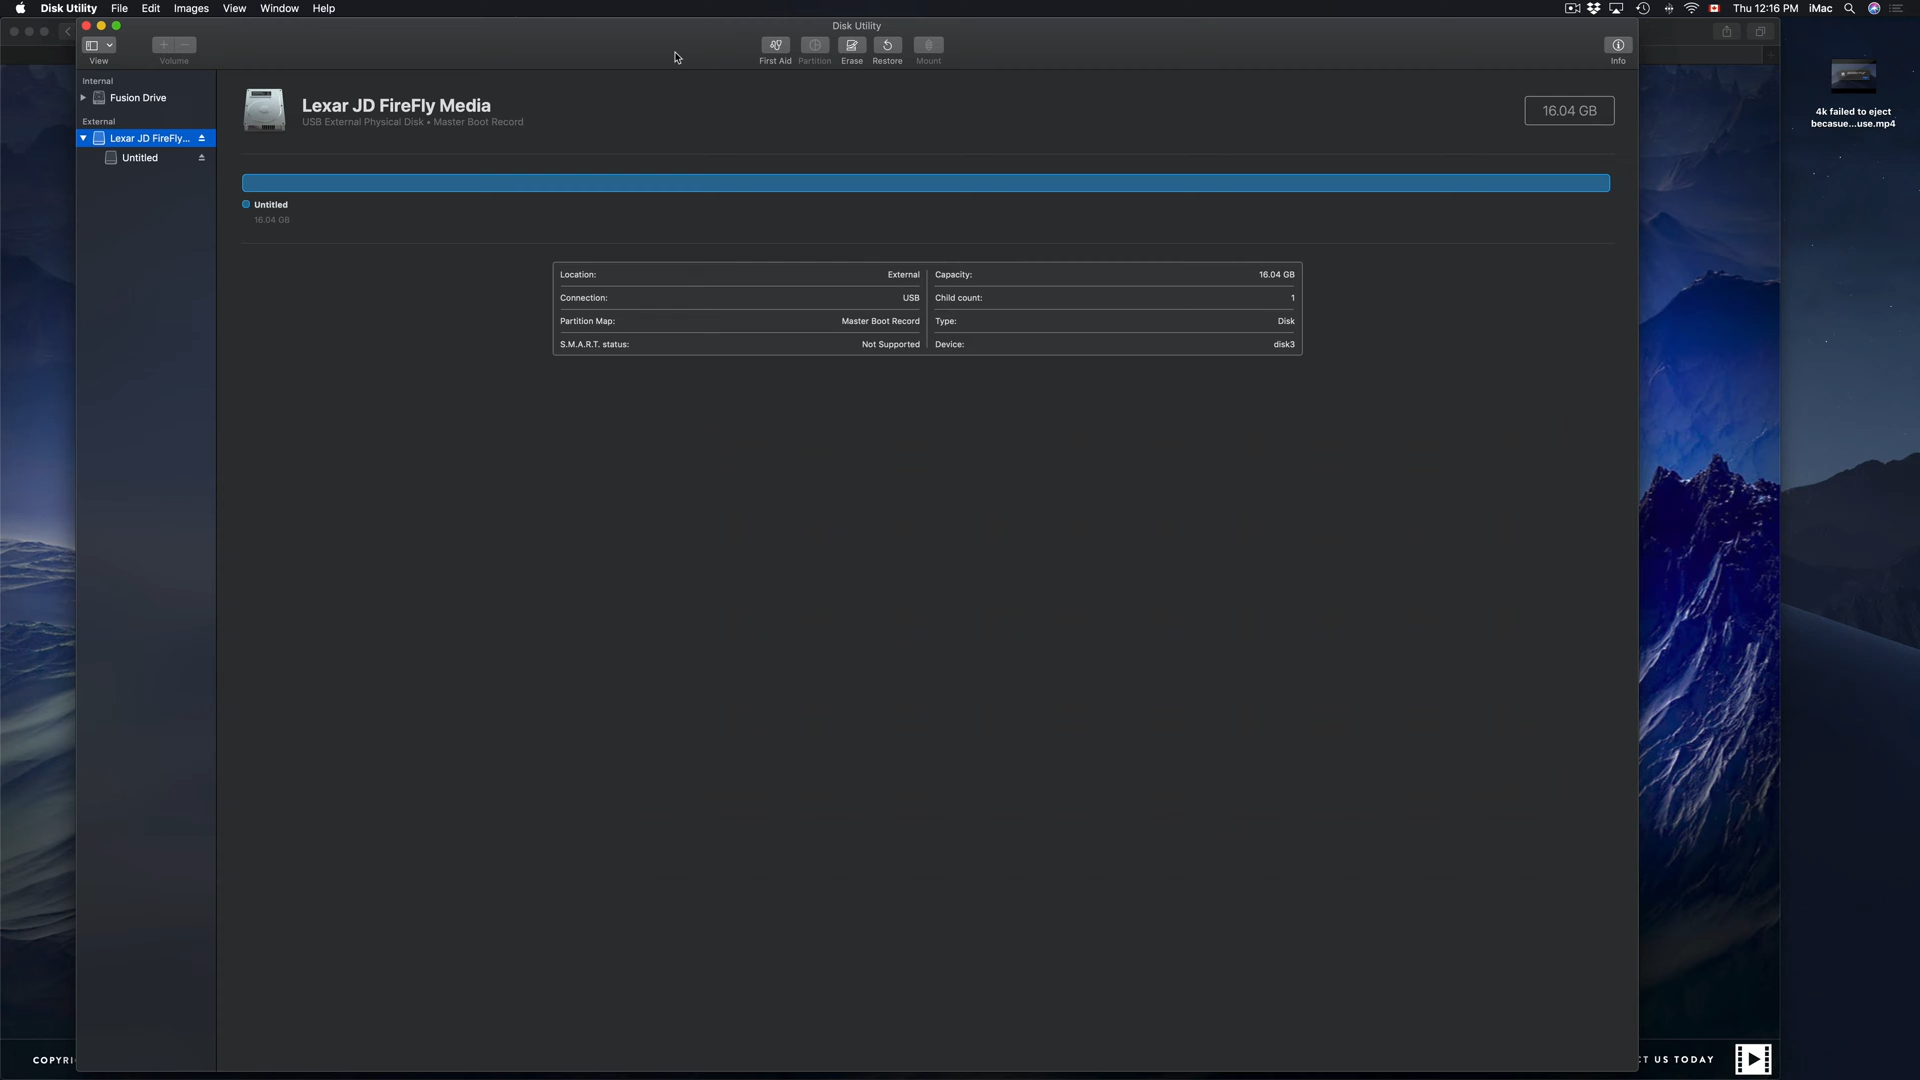 Disk Utility File Edit Images View Window Help Thu 12:16 PM iMac
Disk Utility
View Volume First Aid Partition Erase Restore Mount Info
Internal
Fusion Drive
External
Lexar JD FireFly...
Untitled
Lexar JD FireFly Media
USB External Physical Disk • Master Boot Record
16.04 GB
Untitled
16.04 GB
Location: External
Connection: USB
Partition Map: Master Boot Record
S.M.A.R.T. status: Not Supported
Capacity: 16.04 GB
Child count: 1
Type: Disk
Device: disk3
4k failed to eject
becasue...use.mp4
COPYRI
T US TODAY